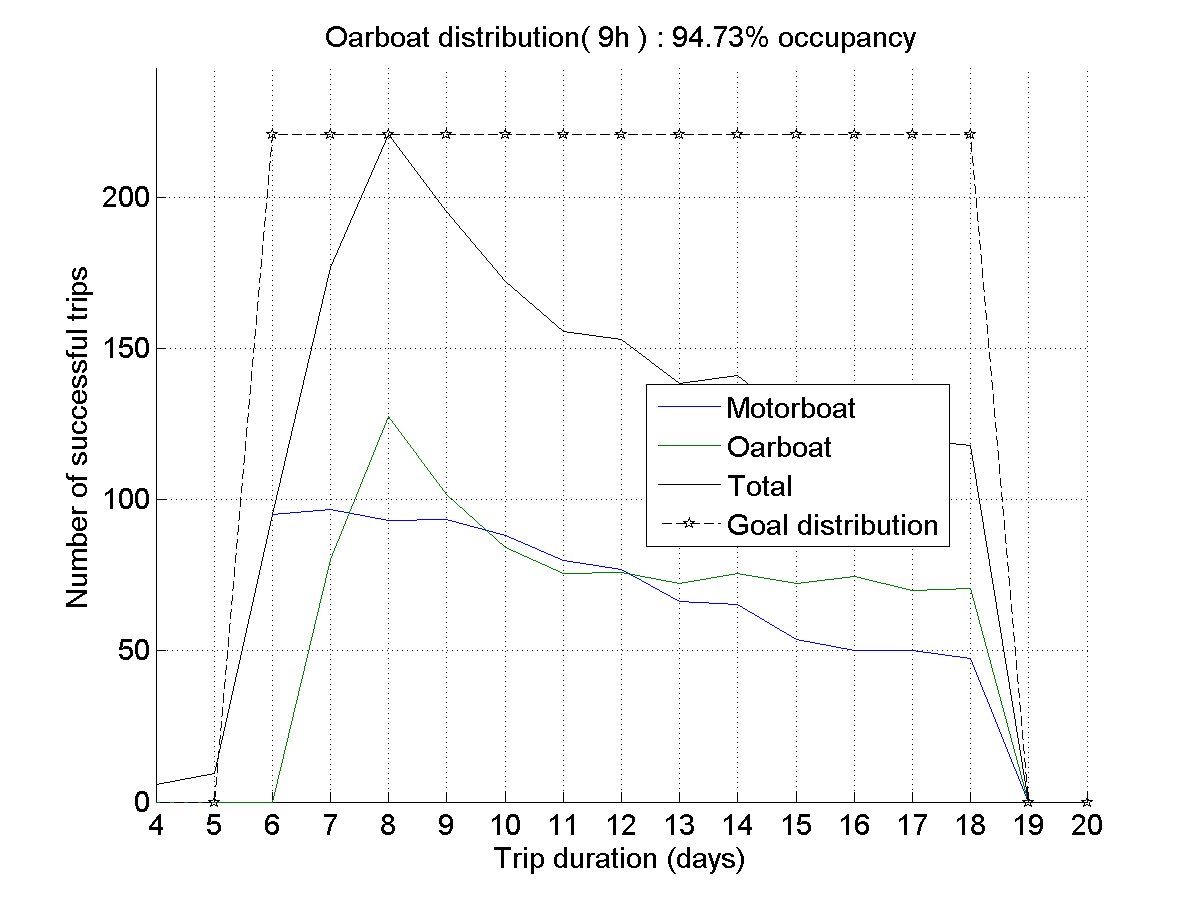 Oarboat distribution( 9h ) : 94.73% occupancy
Number of successful trips
200
150
100
50
0
Motorboat
Oarboat
Total
Goal distribution
4 5 6 7 8 9 10 11 12 13 14 15 16 17 18 19 20
Trip duration (days)